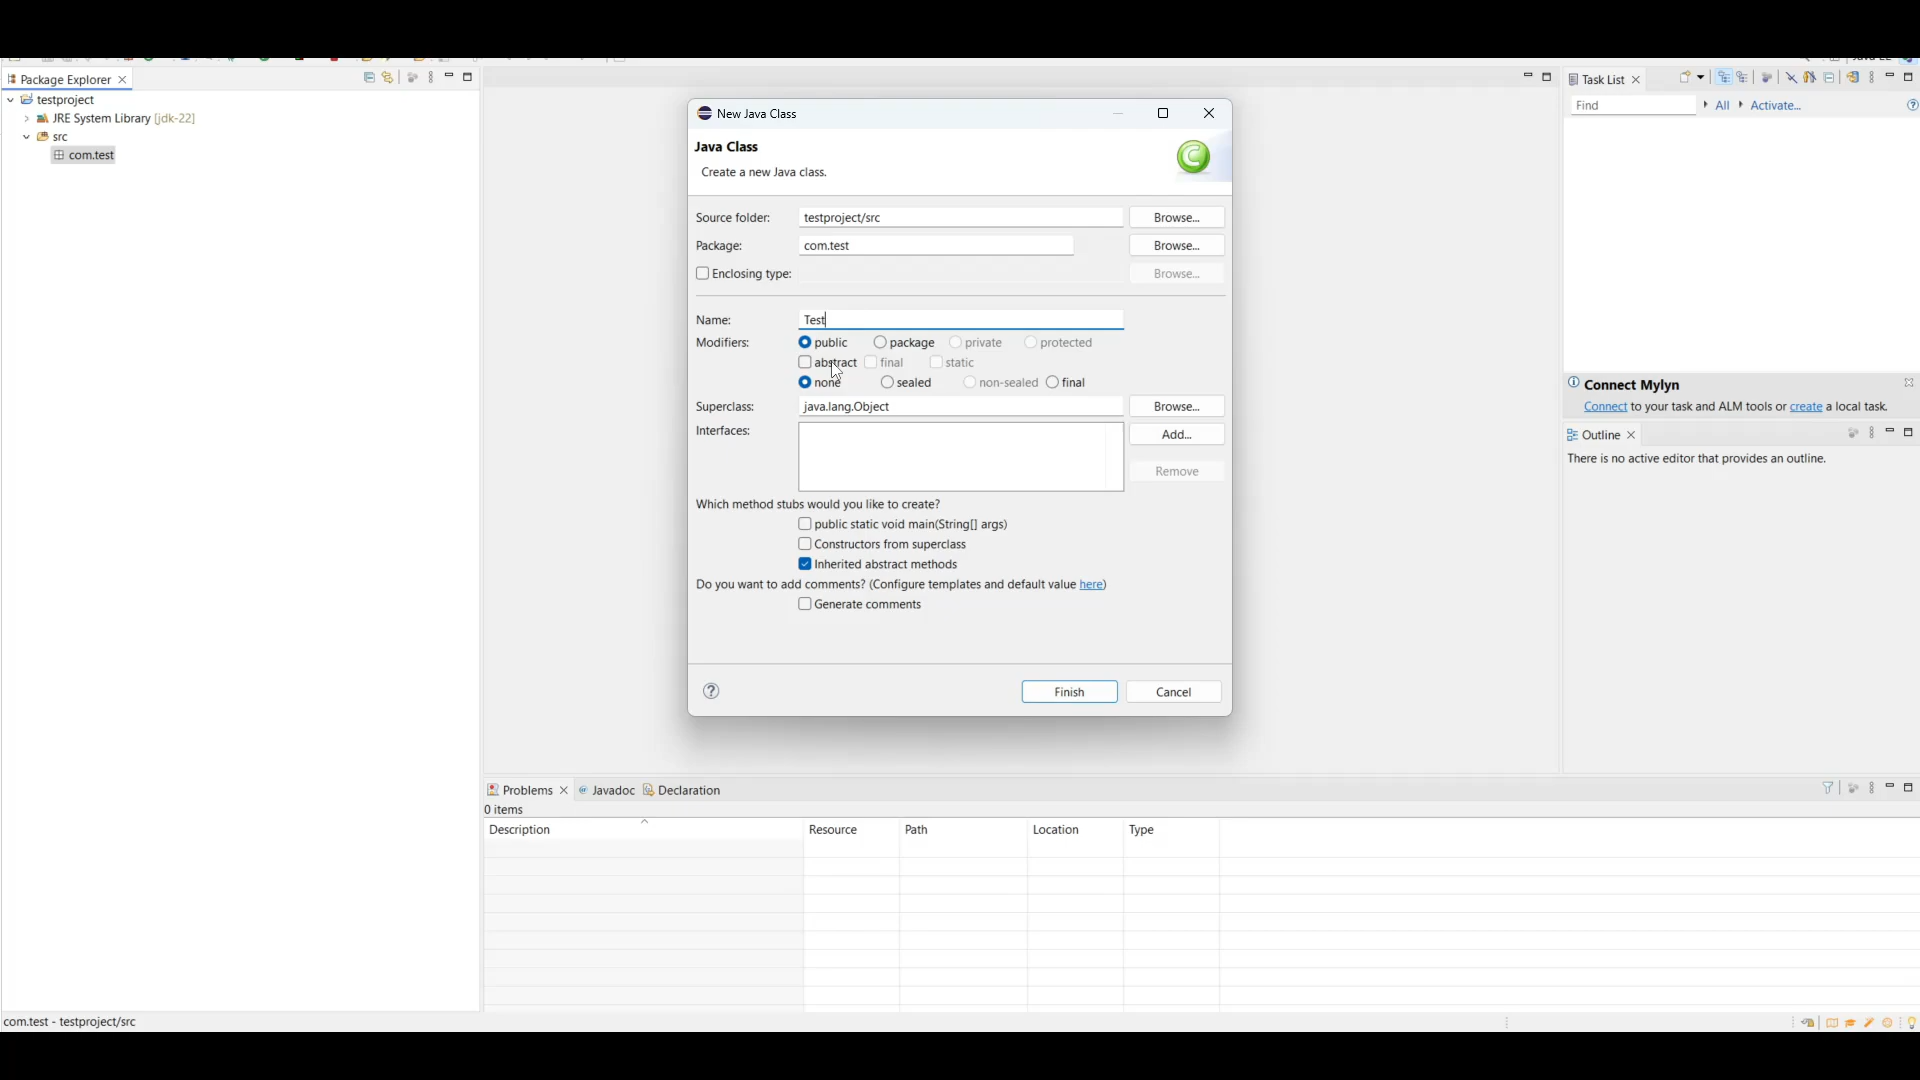 Package Explorer
testproject
JRE System Library [jdk-22]
src
com.test
New Java Class
Java Class
Create a new Java class.
Source folder: testproject/src Browse...
Package: com.test Browse...
Enclosing type: Browse...
Name: Test
Modifiers: public package private protected
abstract final static
none sealed non-sealed final
Superclass: java.lang.Object Browse...
Interfaces: Add...
Remove
Which method stubs would you like to create?
public static void main(String[] args)
Constructors from superclass
Inherited abstract methods
Do you want to add comments? (Configure templates and default value here)
Generate comments
Finish Cancel
Task List
Find All Activate...
Connect Mylyn
Connect to your task and ALM tools or create a local task.
Outline
There is no active editor that provides an outline.
Problems Javadoc Declaration
0 items
Description Resource Path Location Type
com.test - testproject/src